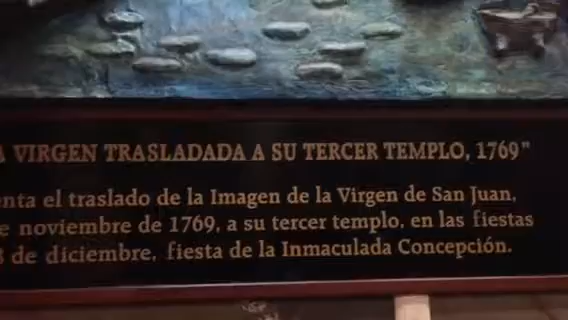 VIRGEN TRASLADADA A SU TERCER TEMPLO, 1769"
el traslado de la Imagen de la Virgen de San Juan,
noviembre de 1769, a su tercer templo, en las fiestas
de diciembre, fiesta de la Inmaculada Concepción.